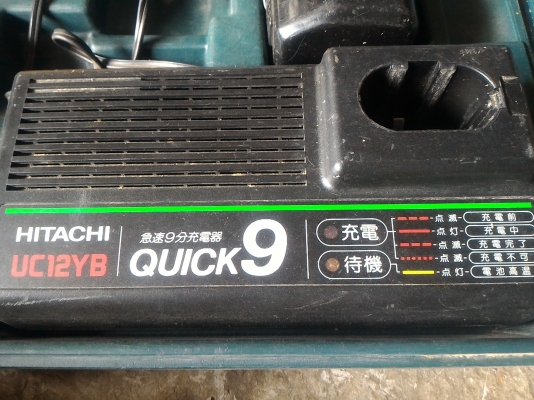 HITACHI
UC12YB
急速9分充電器
QUICK9
充電
待機
点滅 充電前
点灯 充電中
点滅 充電完了
点滅 充電不可
点灯 電池高温